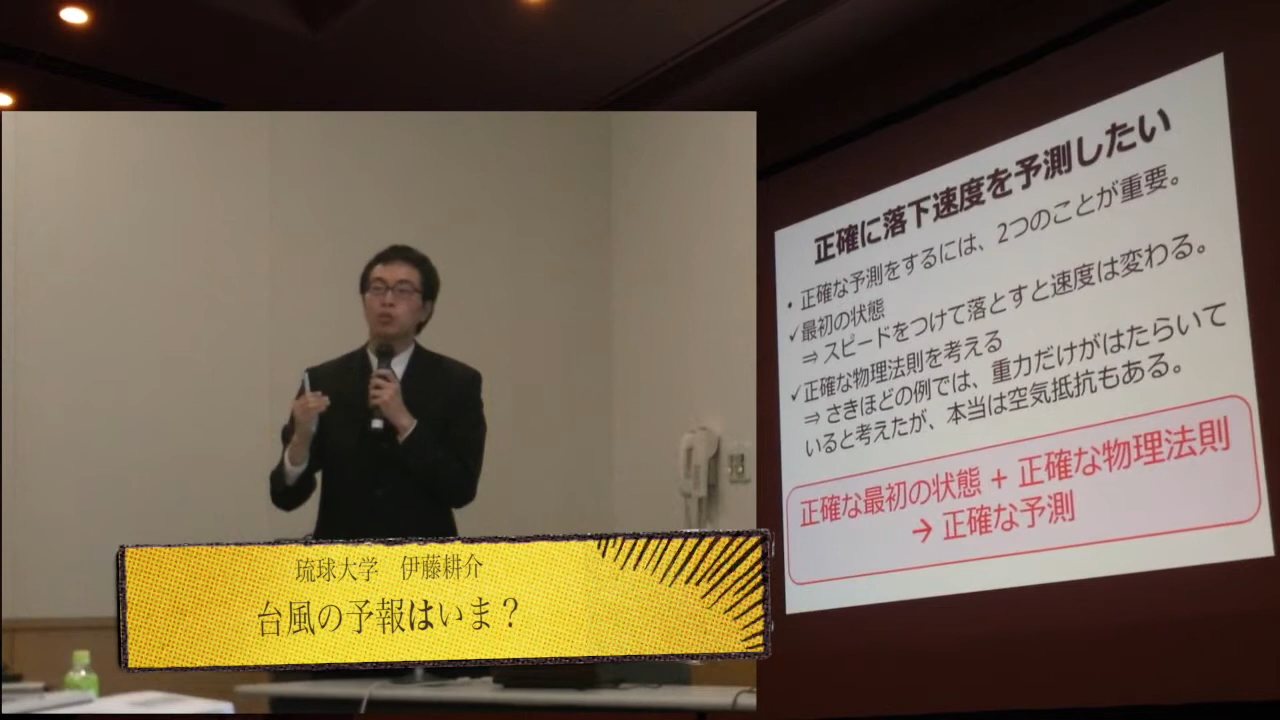 正確に落下速度を予測したい
・正確な予測をするには、2つのことが重要。
✓最初の状態
⇒ スピードをつけて落とすと速度は変わる。
✓正確な物理法則を考える
⇒ さきほどの例では、重力だけがはたらいて
いると考えたが、本当は空気抵抗もある。
正確な最初の状態 + 正確な物理法則
→ 正確な予測
琉球大学 伊藤耕介
台風の予報はいま？